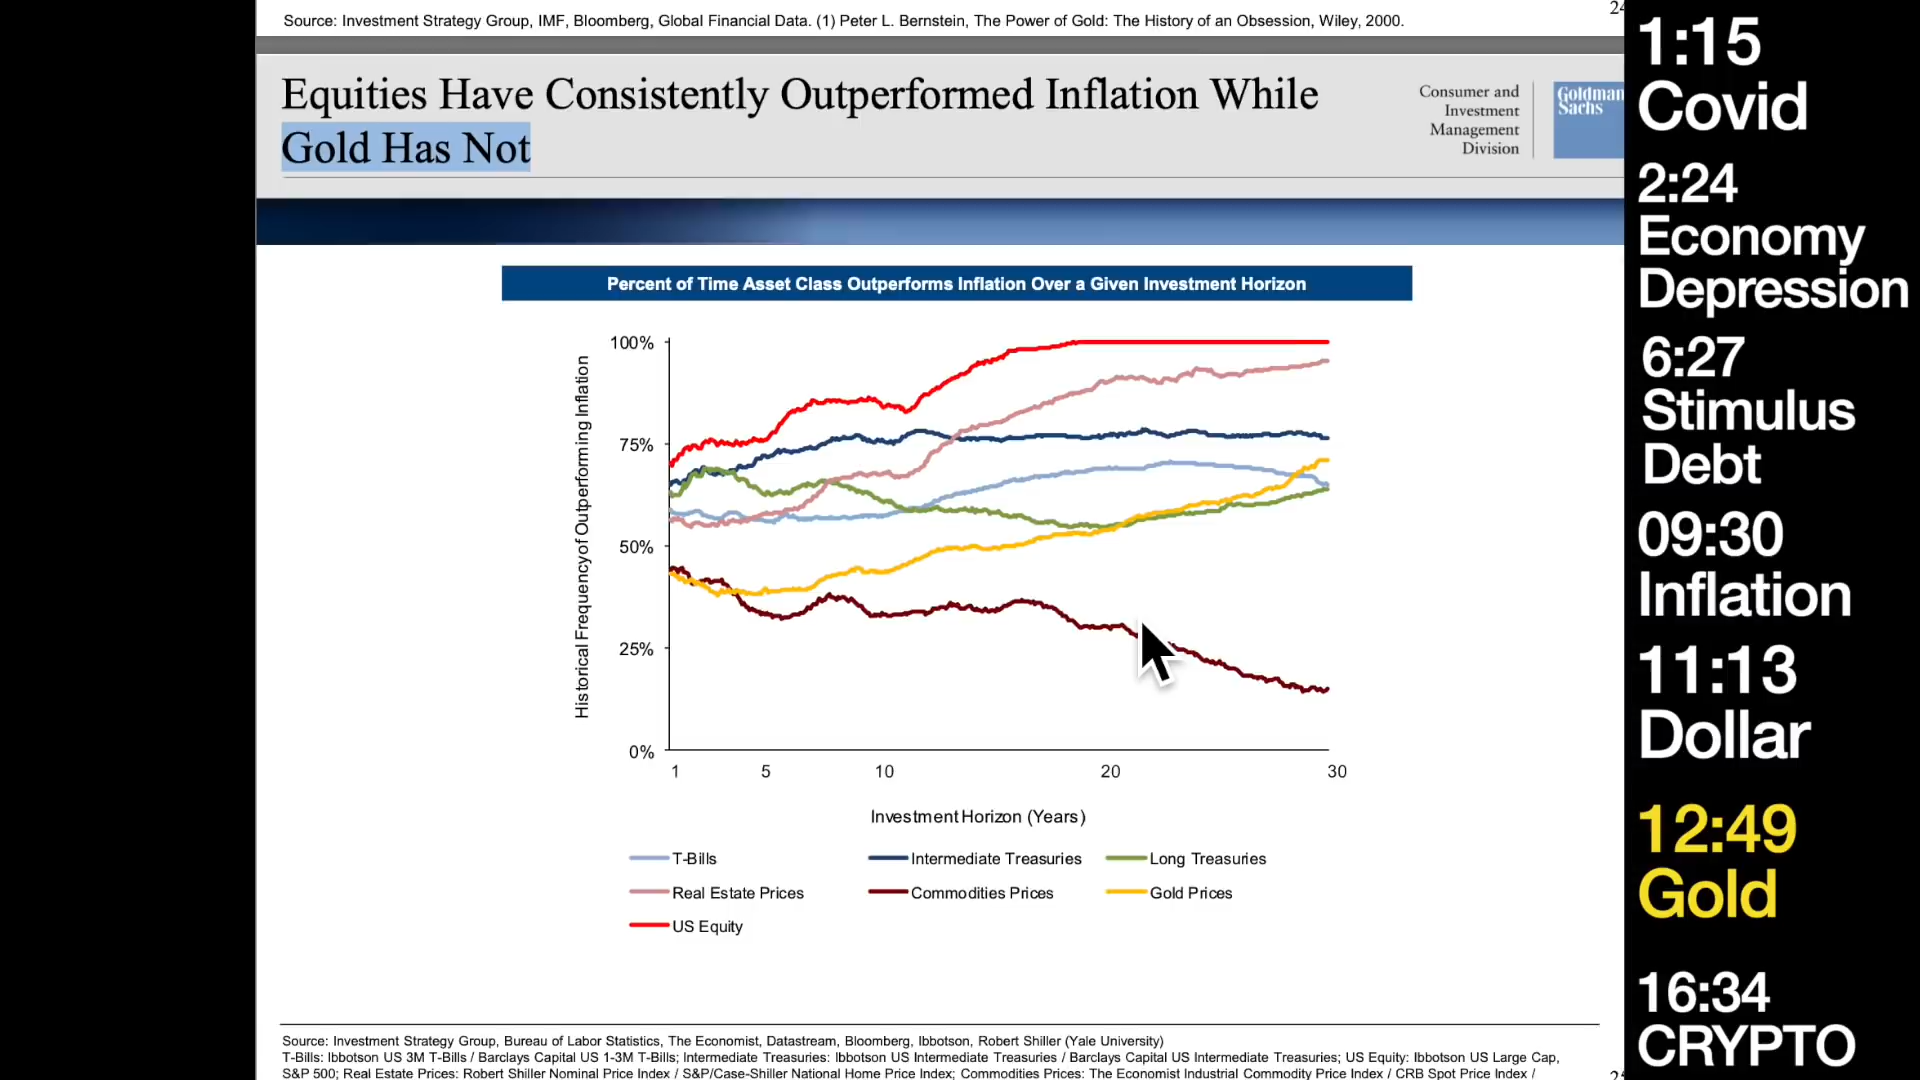 Source: Investment Strategy Group, IMF, Bloomberg, Global Financial Data. (1) Peter L. Bernstein, The Power of Gold: The History of an Obsession, Wiley, 2000.
Equities Have Consistently Outperformed Inflation While
Gold Has Not
Consumer and
Investment
Management
Division
Goldman
Sachs
Percent of Time Asset Class Outperforms Inflation Over a Given Investment Horizon
Historical Frequency of Outperforming Inflation
100%
75%
50%
25%
0%
1 5 10 20 30
Investment Horizon (Years)
T-Bills Intermediate Treasuries Long Treasuries
Real Estate Prices Commodities Prices Gold Prices
US Equity
Source: Investment Strategy Group, Bureau of Labor Statistics, The Economist, Datastream, Bloomberg, Ibbotson, Robert Shiller (Yale University)
T-Bills: Ibbotson US 3M T-Bills / Barclays Capital US 1-3M T-Bills; Intermediate Treasuries: Ibbotson US Intermediate Treasuries / Barclays Capital US Intermediate Treasuries; US Equity: Ibbotson US Large Cap,
S&P 500; Real Estate Prices: Robert Shiller Nominal Price Index / S&P/Case-Shiller National Home Price Index; Commodities Prices: The Economist Industrial Commodity Price Index / CRB Spot Price Index /
1:15
Covid
2:24
Economy
Depression
6:27
Stimulus
Debt
09:30
Inflation
11:13
Dollar
12:49
Gold
16:34
CRYPTO